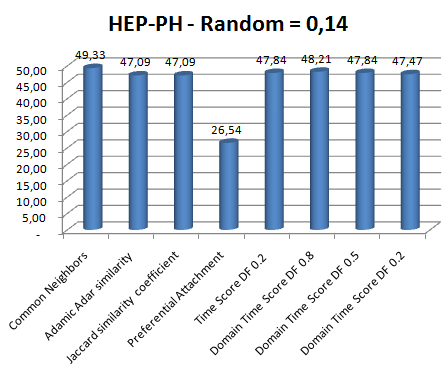 HEP-PH - Random = 0,14
49,33
47,09
47,09
26,54
47,84
48,21
47,84
47,47
50,00
45,00
40,00
35,00
30,00
25,00
20,00
15,00
10,00
5,00
-
Common Neighbors
Adamic Adar similarity
Jaccard similarity coefficient
Preferential Attachment
Time Score DF 0.2
Domain Time Score DF 0.8
Domain Time Score DF 0.5
Domain Time Score DF 0.2